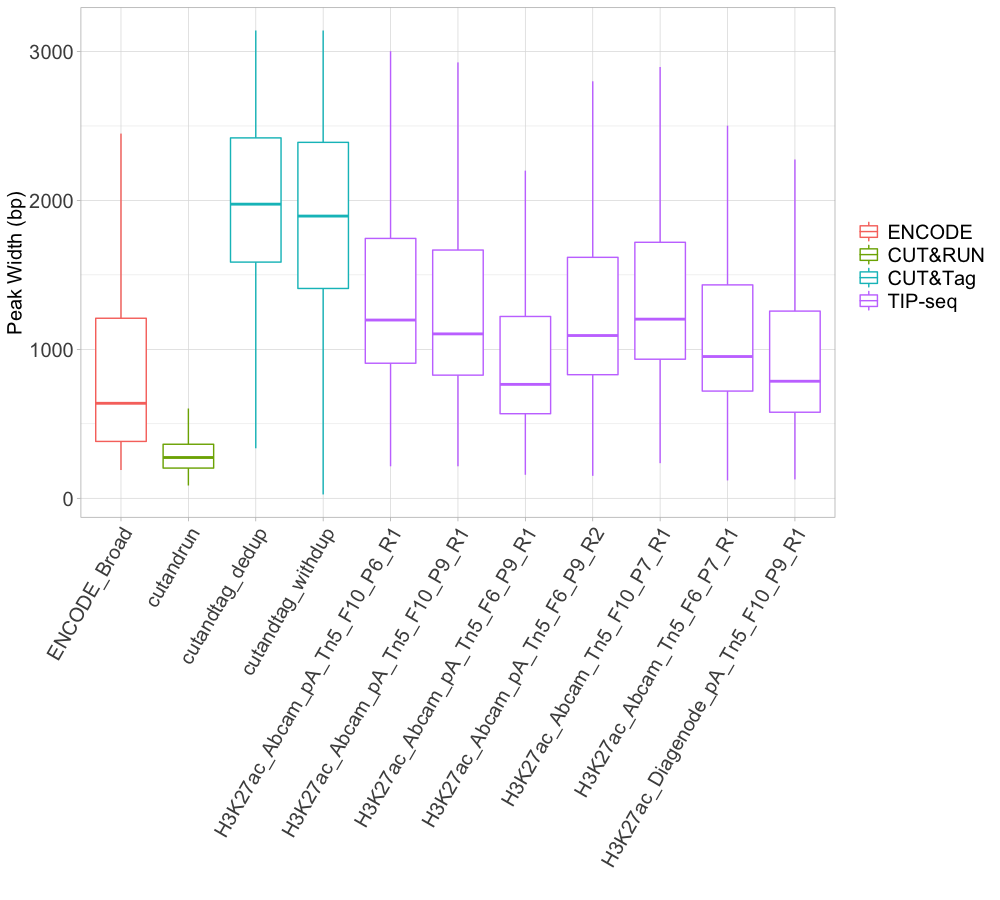 Peak Width (bp)
3000
2000
1000
0
ENCODE_Broad
cutandrun
cutandtag_dedup
cutandtag_withdup
H3K27ac_Abcam_pA_Tn5_F10_P6_R1
H3K27ac_Abcam_pA_Tn5_F10_P9_R1
H3K27ac_Abcam_pA_Tn5_F6_P9_R1
H3K27ac_Abcam_pA_Tn5_F6_P9_R2
H3K27ac_Abcam_Tn5_F10_P7_R1
H3K27ac_Abcam_Tn5_F6_P7_R1
H3K27ac_Diagenode_pA_Tn5_F10_P9_R1
ENCODE
CUT&RUN
CUT&Tag
TIP-seq